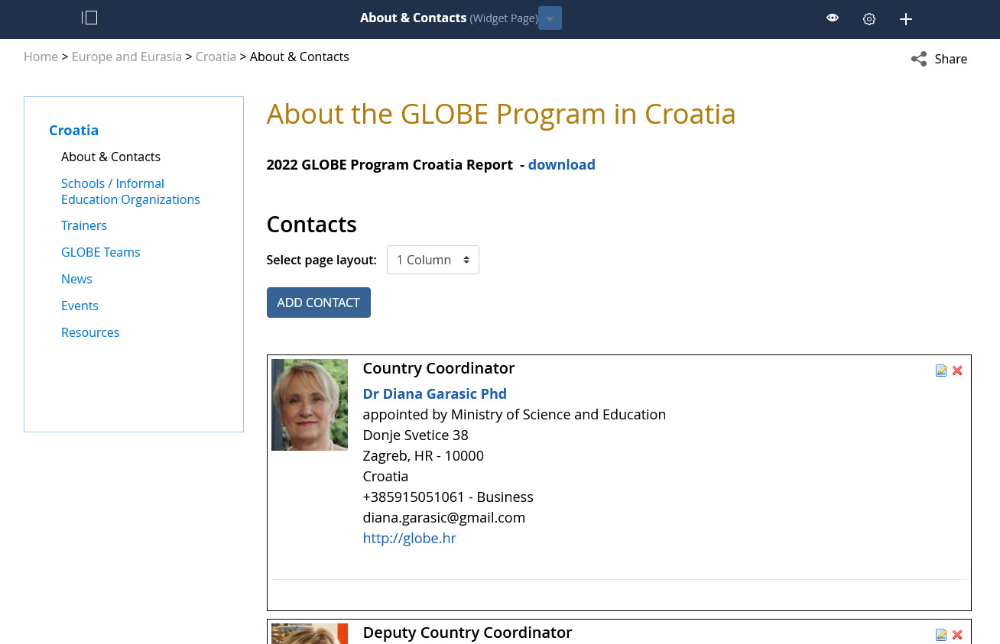 About & Contacts (Widget Page)
Home > Europe and Eurasia > Croatia > About & Contacts
Share
Croatia
About & Contacts
Schools / Informal
Education Organizations
Trainers
GLOBE Teams
News
Events
Resources
About the GLOBE Program in Croatia
2022 GLOBE Program Croatia Report - download
Contacts
Select page layout: 1 Column
ADD CONTACT
Country Coordinator
Dr Diana Garasic Phd
appointed by Ministry of Science and Education
Donje Svetice 38
Zagreb, HR - 10000
Croatia
+385915051061 - Business
diana.garasic@gmail.com
http://globe.hr
Deputy Country Coordinator